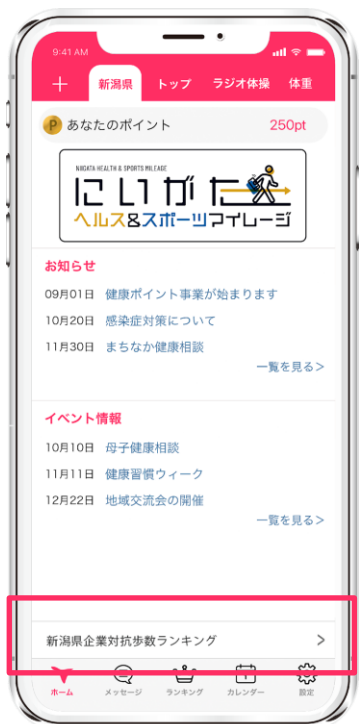 9:41 AM
新潟県
トップ
ラジオ体操
体重
P あなたのポイント 250pt
NIIGATA HEALTH & SPORTS MILEAGE
にいがた
ヘルス&スポーツマイレージ
お知らせ
09月01日 健康ポイント事業が始まります
10月20日 感染症対策について
11月30日 まちなか健康相談
一覧を見る>
イベント情報
10月10日 母子健康相談
11月11日 健康習慣ウィーク
12月22日 地域交流会の開催
一覧を見る>
新潟県企業対抗歩数ランキング >
ホーム
メッセージ
ランキング
カレンダー
設定